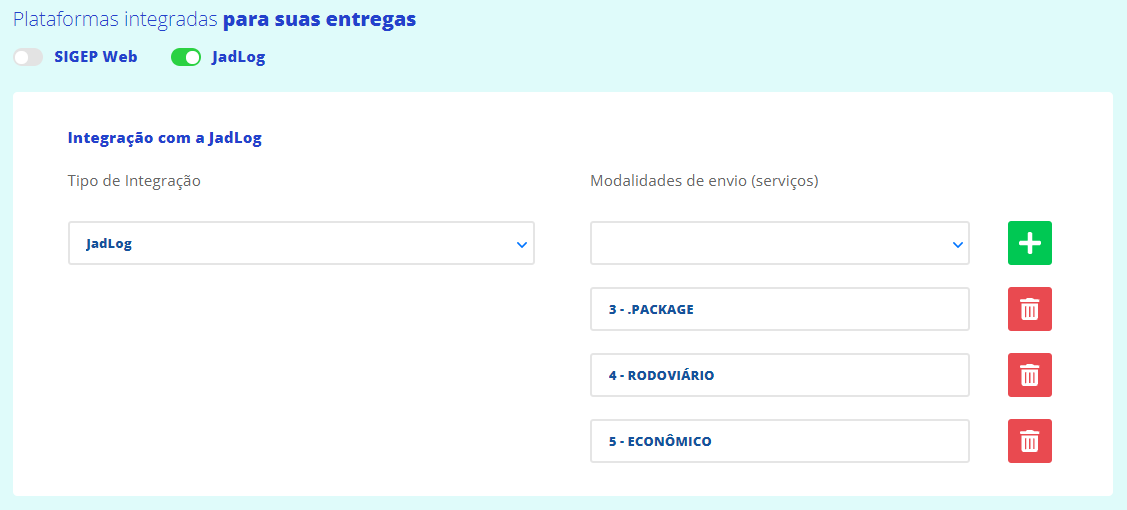 Plataformas integradas para suas entregas
SIGEP Web JadLog
Integração com a JadLog
Tipo de Integração Modalidades de envio (serviços)
JadLog
3 - .PACKAGE
4 - RODOVIÁRIO
5 - ECONÔMICO